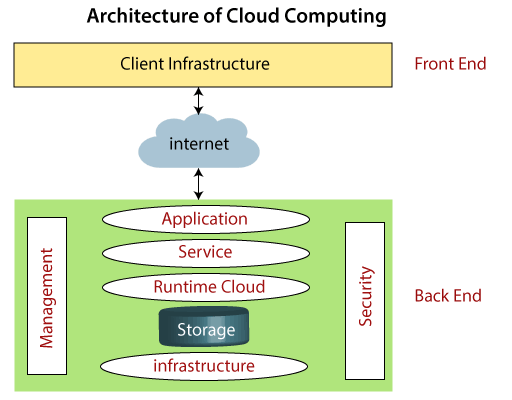 Architecture of Cloud Computing
Client Infrastructure
Front End
internet
Application
Service
Runtime Cloud
Storage
infrastructure
Management
Security
Back End